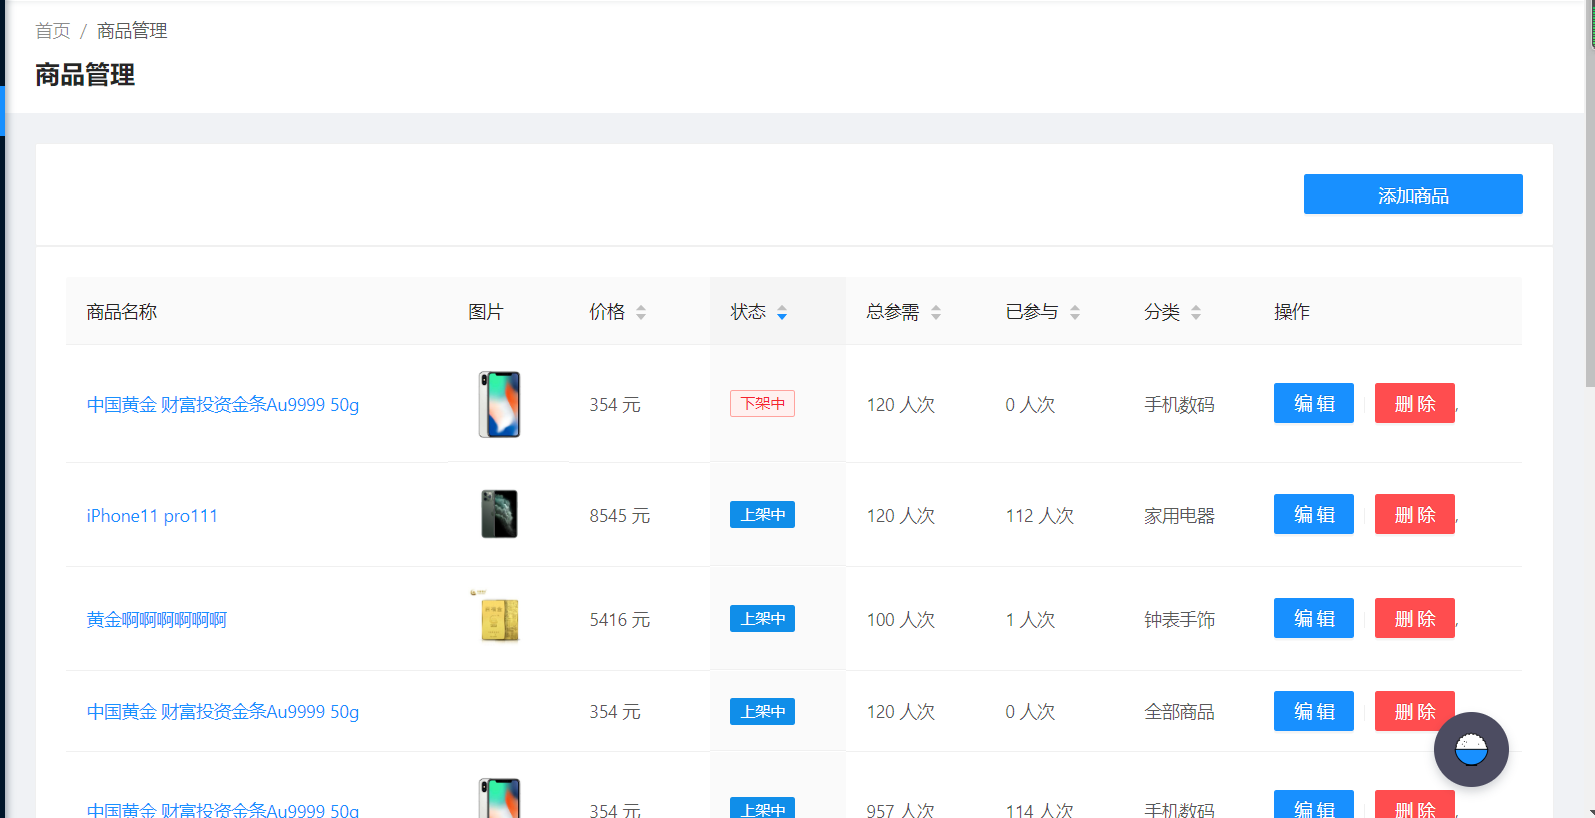 首页 / 商品管理
商品管理
添加商品
商品名称 图片 价格 状态 总参需 已参与 分类 操作
中国黄金 财富投资金条Au9999 50g 354 元 下架中 120 人次 0 人次 手机数码 编 辑 删 除 ,
iPhone11 pro111 8545 元 上架中 120 人次 112 人次 家用电器 编 辑 删 除 ,
黄金啊啊啊啊啊啊 5416 元 上架中 100 人次 1 人次 钟表手饰 编 辑 删 除 ,
中国黄金 财富投资金条Au9999 50g 354 元 上架中 120 人次 0 人次 全部商品 编 辑 删 除
中国黄金 财富投资金条Au9999 50g 354 元 上架中 957 人次 114 人次 手机数码 编 辑 删 除 ,